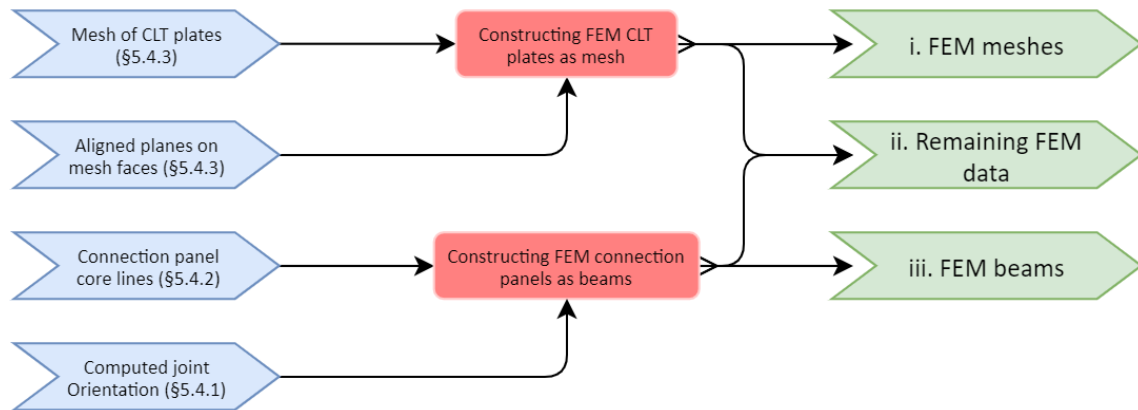 Mesh of CLT plates
(§5.4.3)
Constructing FEM CLT
plates as mesh
i. FEM meshes
Aligned planes on
mesh faces (§5.4.3)
ii. Remaining FEM
data
Connection panel
core lines (§5.4.2)
Constructing FEM connection
panels as beams
iii. FEM beams
Computed joint
Orientation (§5.4.1)